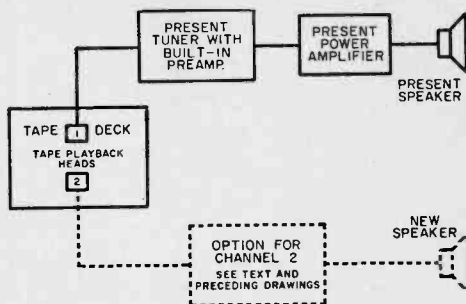 PRESENT
TUNER WITH
BUILT-IN
PREAMP.
PRESENT
POWER
AMPLIFIER
PRESENT
SPEAKER
TAPE 1 DECK
TAPE PLAYBACK
HEADS
2
OPTION FOR
CHANNEL 2
SEE TEXT AND
PRECEDING DRAWINGS
NEW
SPEAKER